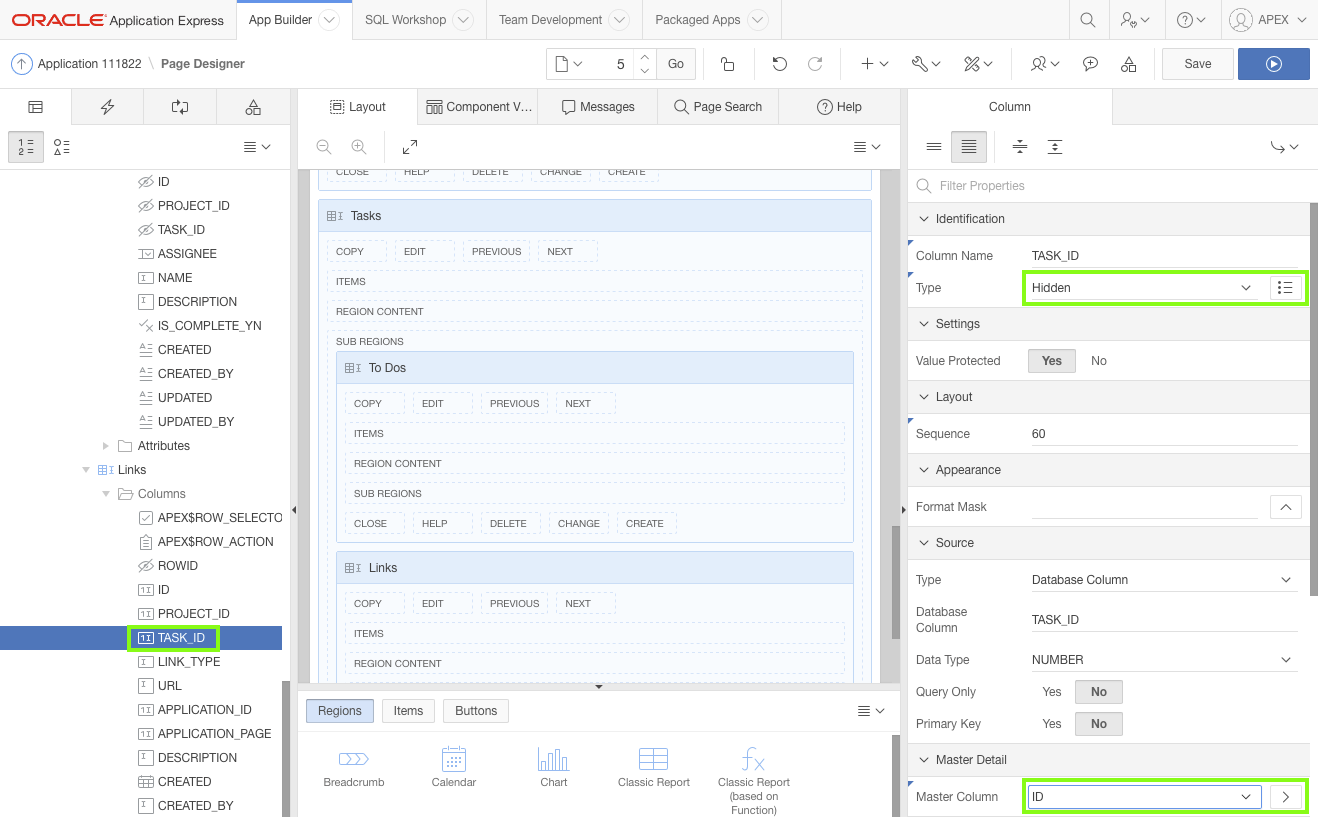 ORACLE Application Express
App Builder
SQL Workshop
Team Development
Packaged Apps
APEX
Application 111822 \ Page Designer
5
Go
Save
Layout
Component V...
Messages
Page Search
Help
Column
ID
PROJECT_ID
TASK_ID
ASSIGNEE
NAME
DESCRIPTION
IS_COMPLETE_YN
CREATED
CREATED_BY
UPDATED
UPDATED_BY
Attributes
Links
Columns
APEX$ROW_SELECTO
APEX$ROW_ACTION
ROWID
ID
PROJECT_ID
TASK_ID
LINK_TYPE
URL
APPLICATION_ID
APPLICATION_PAGE
DESCRIPTION
CREATED
CREATED_BY
CLOSE HELP DELETE CHANGE CREATE
Tasks
COPY EDIT PREVIOUS NEXT
ITEMS
REGION CONTENT
SUB REGIONS
To Dos
COPY EDIT PREVIOUS NEXT
ITEMS
REGION CONTENT
SUB REGIONS
CLOSE HELP DELETE CHANGE CREATE
Links
COPY EDIT PREVIOUS NEXT
ITEMS
REGION CONTENT
Regions Items Buttons
Breadcrumb
Calendar
Chart
Classic Report
Classic Report
(based on
Function)
Filter Properties
Identification
Column Name TASK_ID
Type Hidden
Settings
Value Protected Yes No
Layout
Sequence 60
Appearance
Format Mask
Source
Type Database Column
Database
Column
TASK_ID
Data Type NUMBER
Query Only Yes No
Primary Key Yes No
Master Detail
Master Column ID